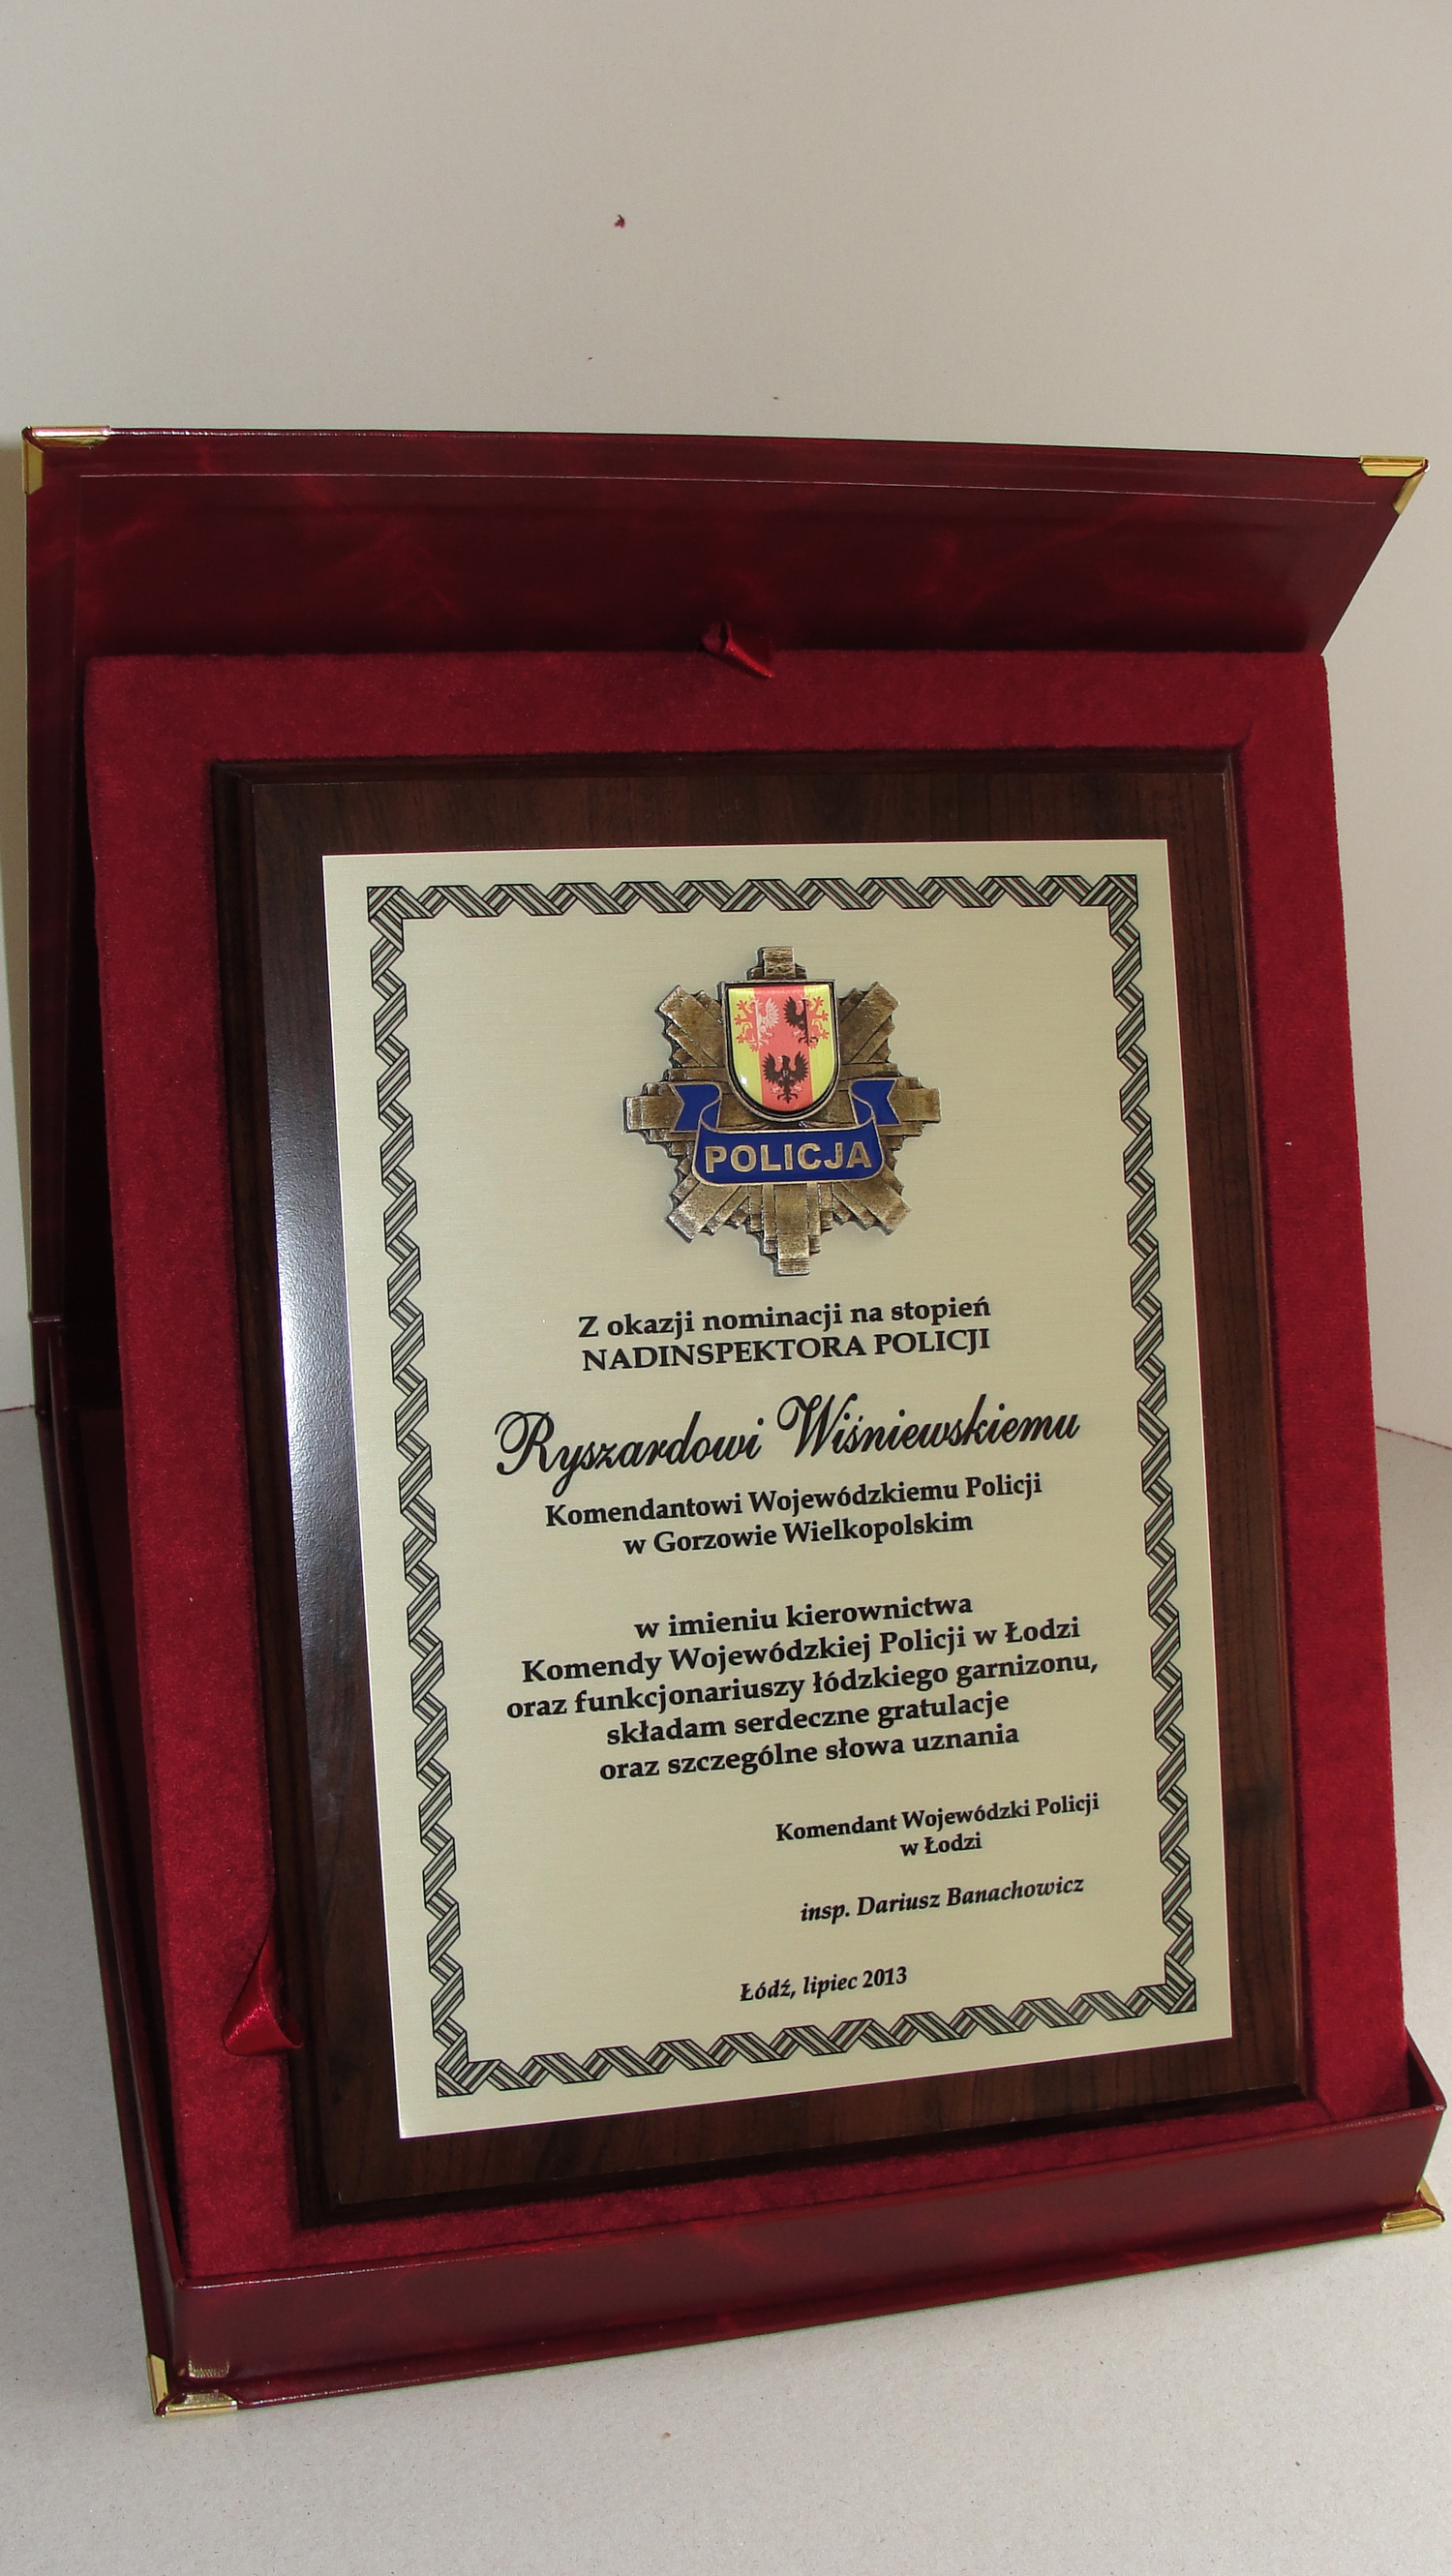 POLICJA
Z okazji nominacji na stopień
NADINSPEKTORA POLICJI
Ryszardowi Wiśniewskiemu
Komendantowi Wojewódzkiemu Policji
w Gorzowie Wielkopolskim
w imieniu kierownictwa
Komendy Wojewódzkiej Policji w Łodzi
oraz funkcjonariuszy łódzkiego garnizonu,
składam serdeczne gratulacje
oraz szczególne słowa uznania
Komendant Wojewódzki Policji
w Łodzi
insp. Dariusz Banachowicz
Łódź, lipiec 2013